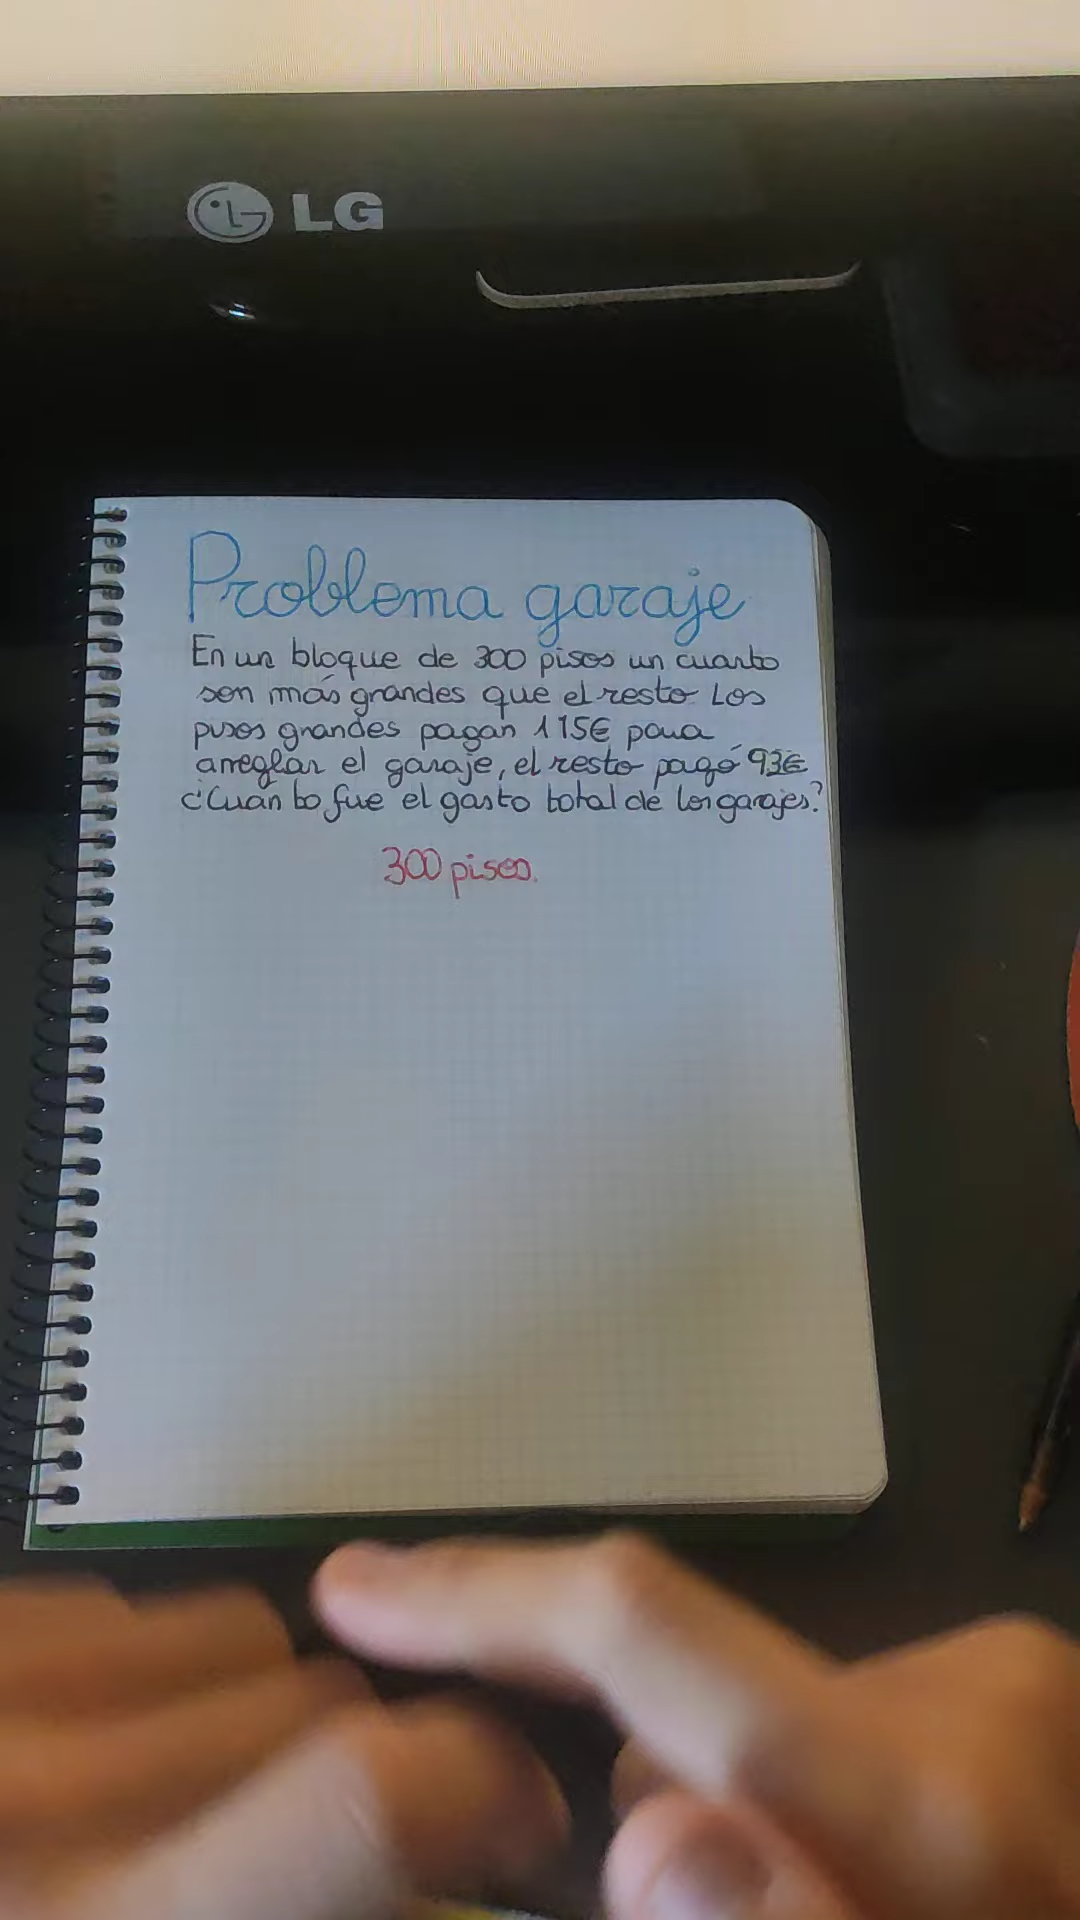 LG
Problema garaje
En un bloque de 300 pisos un cuarto
son más grandes que el resto. Los
pisos grandes pagan 115€ para
arreglar el garaje, el resto pagó 93€
¿Cuánto fue el gasto total de los garajes?
300 pisos.